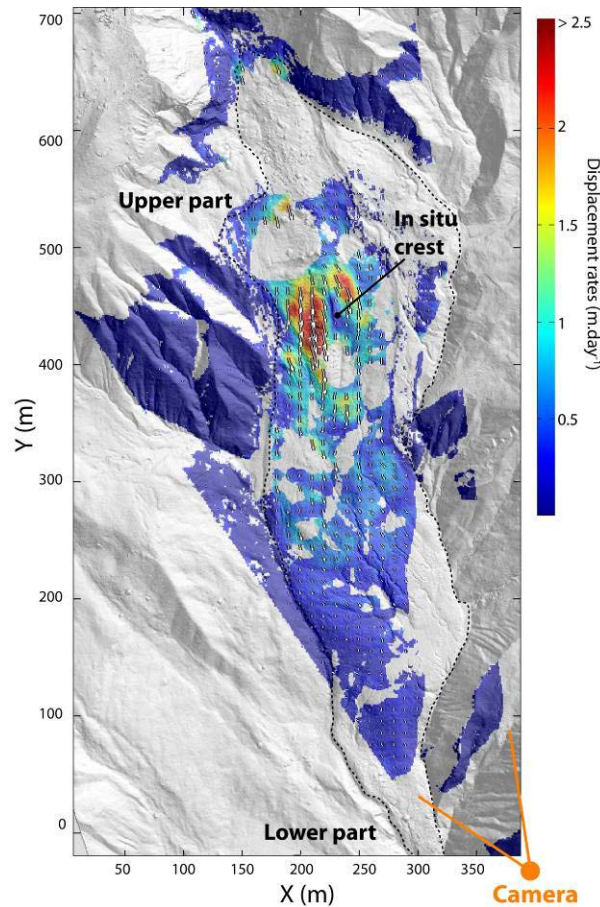 700
600
500
400
300
200
100
0
Y (m)
50 100 150 200 250 300 350
X (m)
Upper part
In situ
crest
Lower part
Camera
> 2.5
2
1.5
1
0.5
Displacement rates (m.day⁻¹)